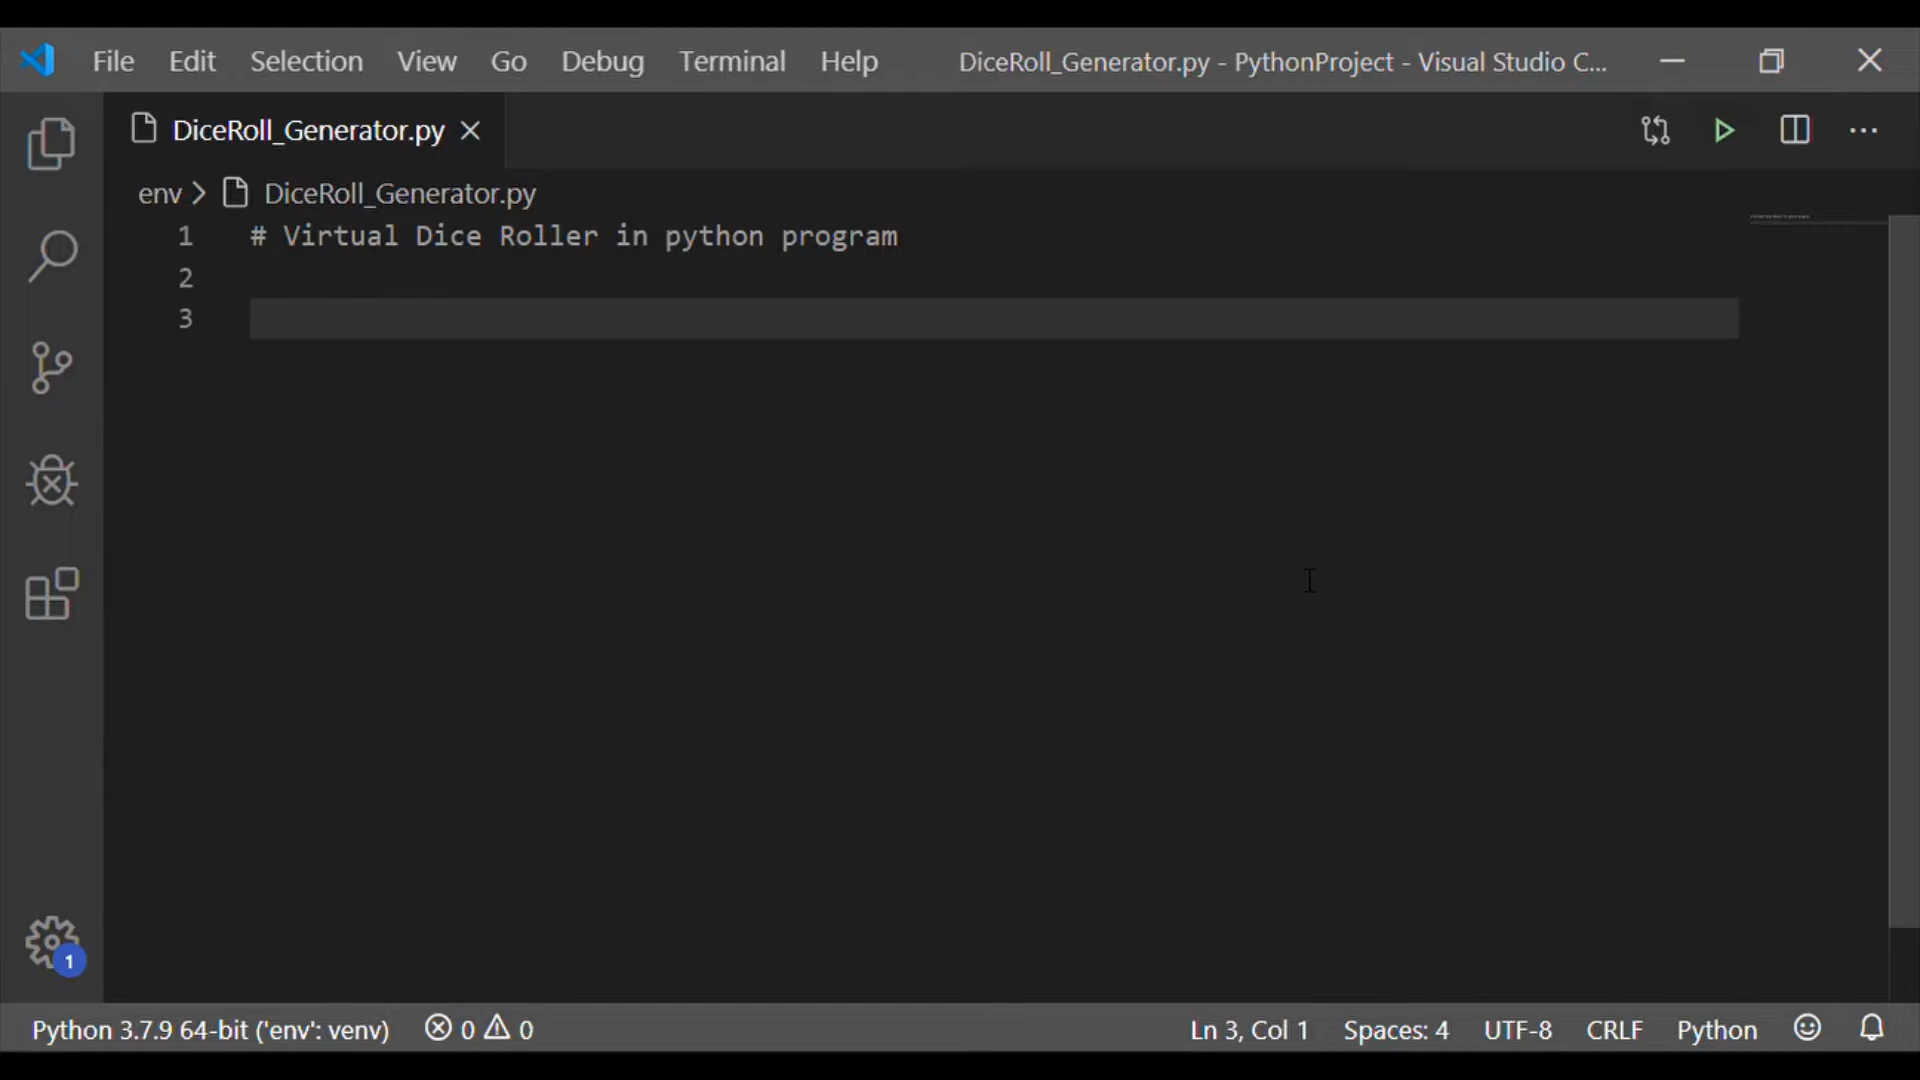 File Edit Selection View Go Debug Terminal Help DiceRoll_Generator.py - PythonProject - Visual Studio C...
DiceRoll_Generator.py
env > DiceRoll_Generator.py
1 # Virtual Dice Roller in python program
2
3
1
Python 3.7.9 64-bit ('env': venv) 0 0 Ln 3, Col 1 Spaces: 4 UTF-8 CRLF Python